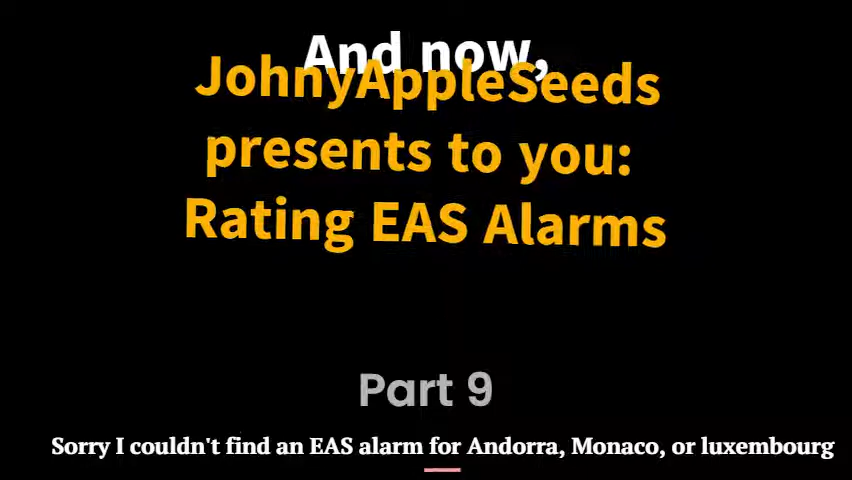 And now,
JohnyAppleSeeds
presents to you:
Rating EAS Alarms
Part 9
Sorry I couldn't find an EAS alarm for Andorra, Monaco, or luxembourg